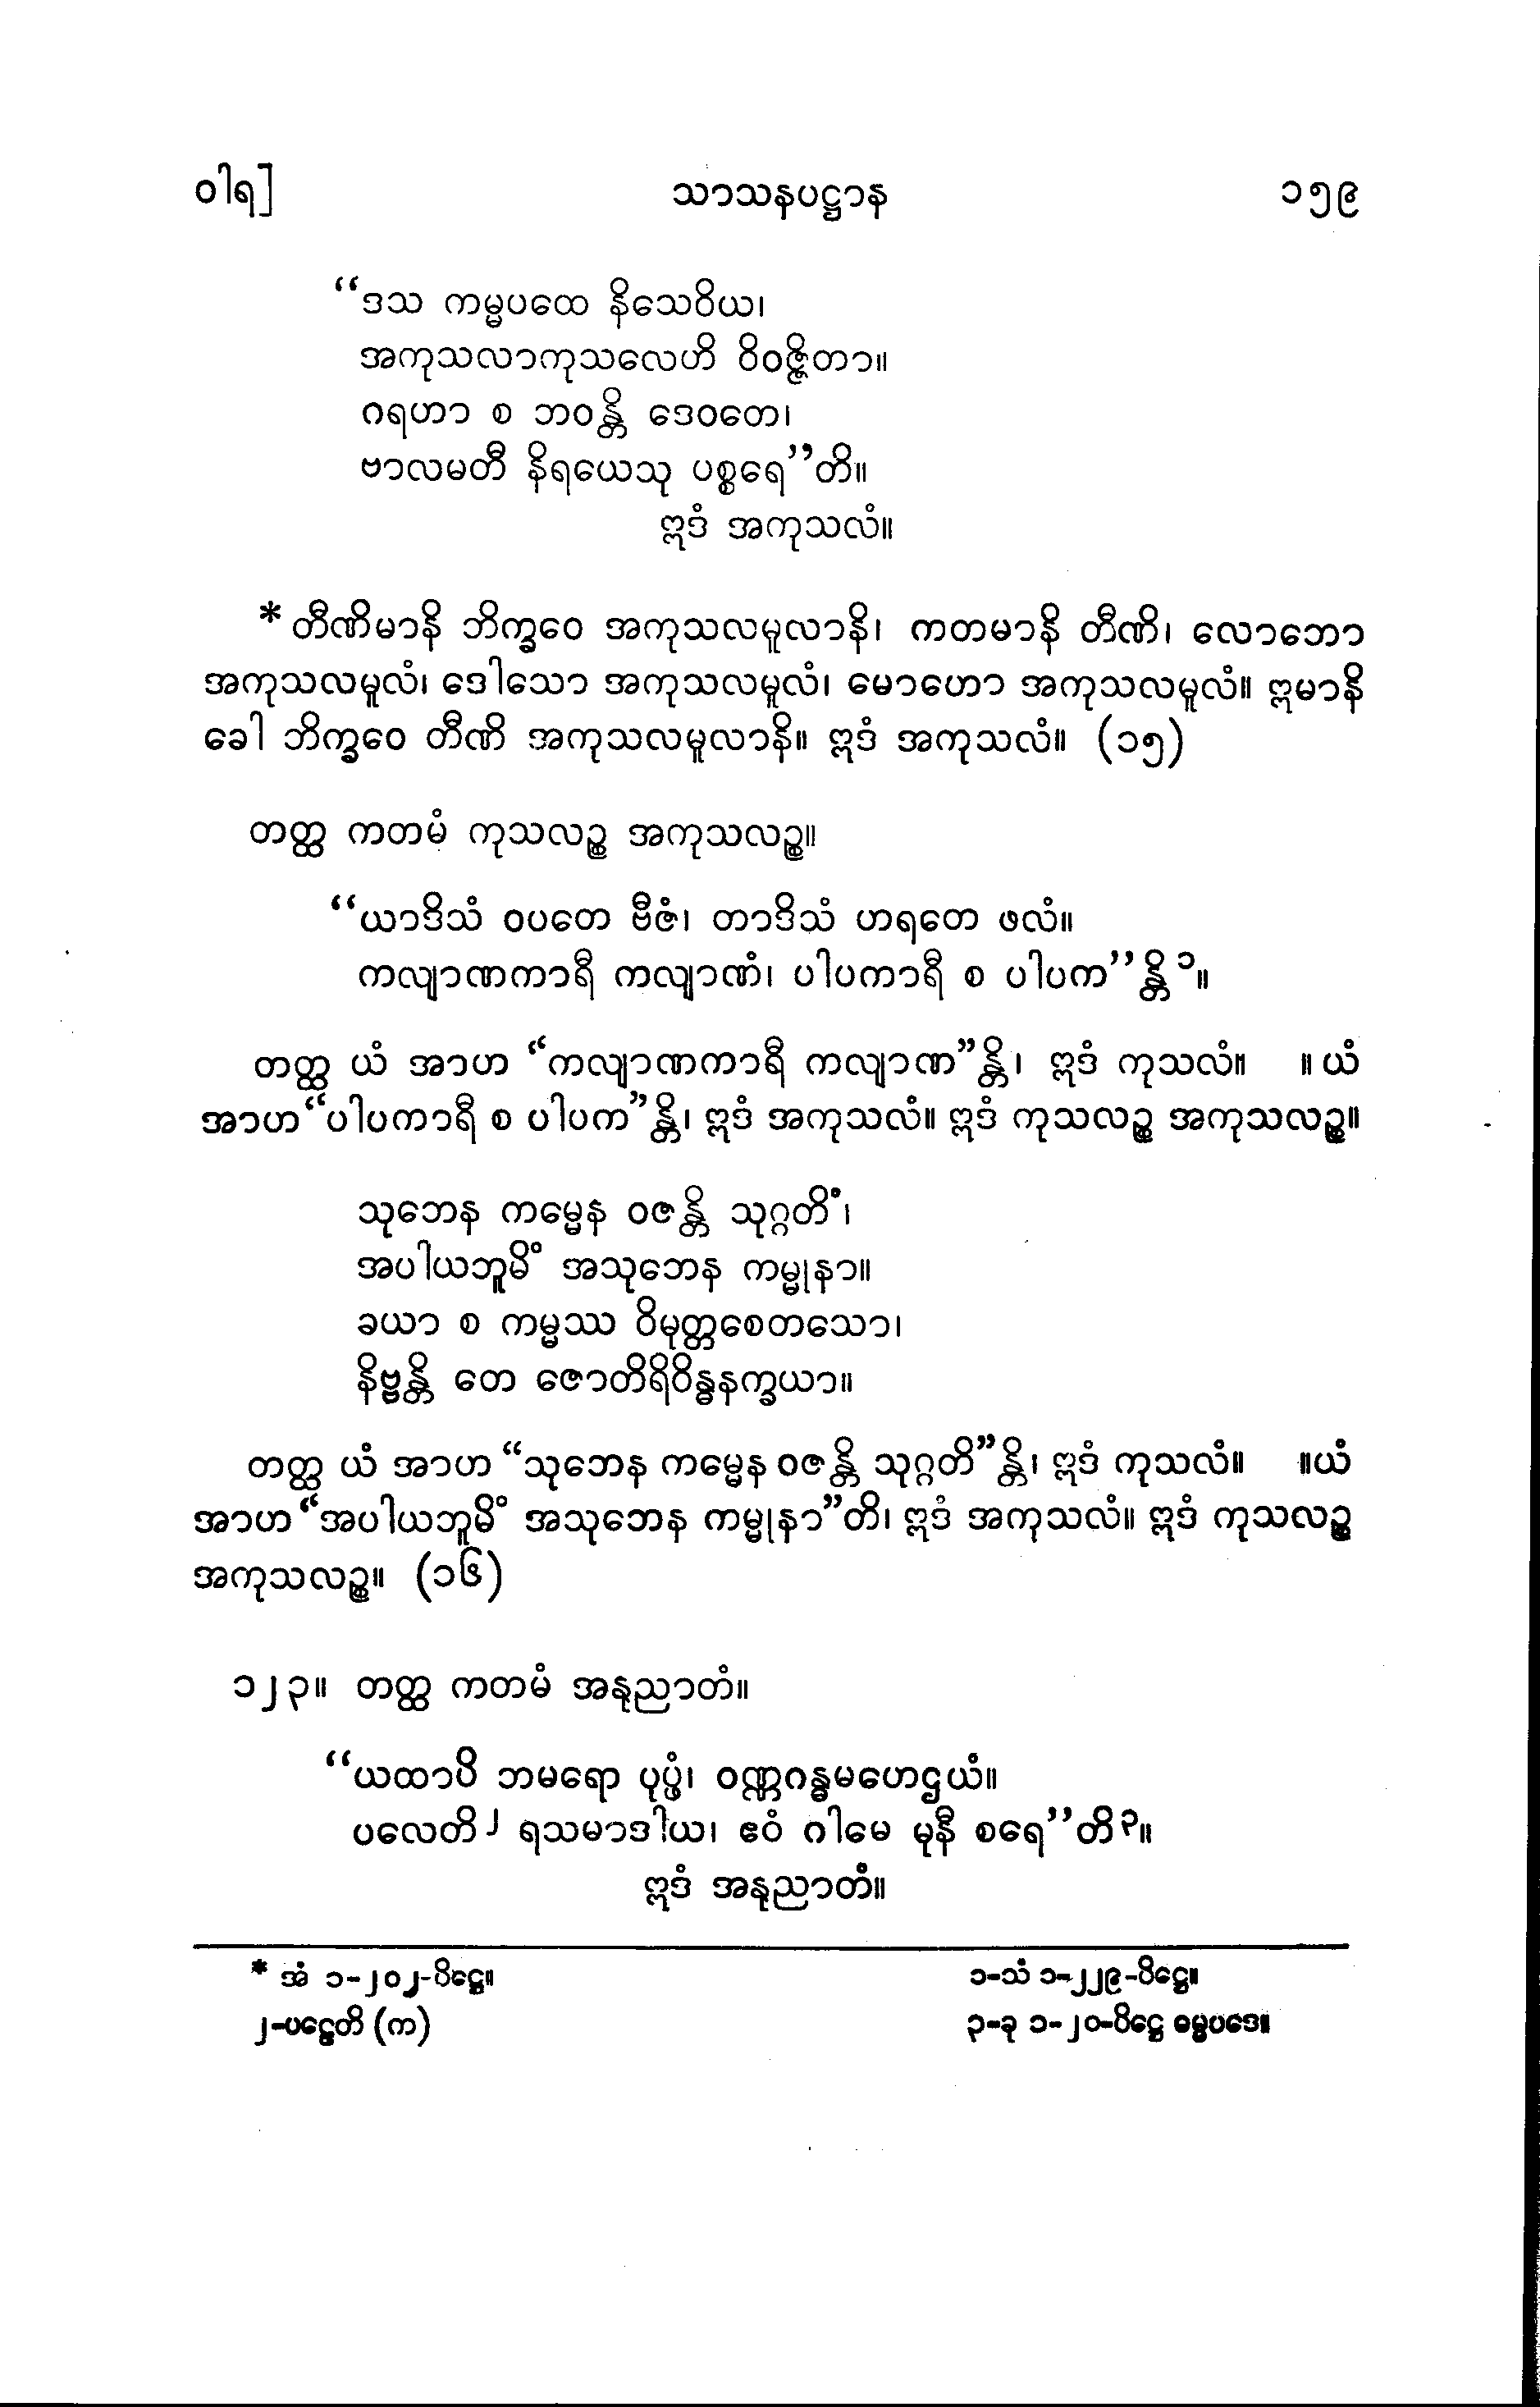 ဝါရ]
သာသနပဋ္ဌာန
၁၅၉
“ဒသ ကမ္မပထေ နိသေဝိယ၊
အကုသလာကုသလေဟိ ဝိဝဇ္ဇိတာ။
ဂရဟာ စ ဘဝန္တိ ဒေဝတေ၊
ဗာလမတီ နိရယေသု ပစ္စရေ”တိ။
ဣဒံ အကုသလံ။
* တီဏိမာနိ ဘိက္ခဝေ အကုသလမူလာနိ၊ ကတမာနိ တီဏိ၊ လောဘော
အကုသလမူလံ၊ ဒေါသော အကုသလမူလံ၊ မောဟော အကုသလမူလံ။ ဣမာနိ
ခေါ ဘိက္ခဝေ တီဏိ အကုသလမူလာနိ။ ဣဒံ အကုသလံ။ (၁၅)
တတ္ထ ကတမံ ကုသလဉ္စ အကုသလဉ္စ။
“ယာဒိသံ ဝပတေ ဗီဇံ၊ တာဒိသံ ဟရတေ ဖလံ။
ကလျာဏကာရီ ကလျာဏံ၊ ပါပကာရီ စ ပါပက”န္တိ ၁။
တတ္ထ ယံ အာဟ “ကလျာဏကာရီ ကလျာဏ”န္တိ၊ ဣဒံ ကုသလံ။ ။ ယံ
အာဟ “ပါပကာရီ စ ပါပက”န္တိ၊ ဣဒံ အကုသလံ။ ဣဒံ ကုသလဉ္စ အကုသလဉ္စ။
သုဘေန ကမ္မေန ဝဇန္တိ သုဂ္ဂတိံ၊
အပါယဘူမိံ အသုဘေန ကမ္မုနာ။
ခယာ စ ကမ္မဿ ဝိမုတ္တစေတသော၊
နိဗ္ဗန္တိ တေ ဇောတိရိဝိန္ဓနက္ခယာ။
တတ္ထ ယံ အာဟ “သုဘေန ကမ္မေန ဝဇန္တိ သုဂ္ဂတိ”န္တိ၊ ဣဒံ ကုသလံ။ ။ယံ
အာဟ “အပါယဘူမိံ အသုဘေန ကမ္မုနာ”တိ၊ ဣဒံ အကုသလံ။ ဣဒံ ကုသလဉ္စ
အကုသလဉ္စ။ (၁၆)
၁၂၃။ တတ္ထ ကတမံ အနုညာတံ။
“ယထာပိ ဘမရော ပုပ္ဖံ၊ ဝဏ္ဏဂန္ဓမဟေဌယံ။
ပလေတိ ၂ ရသမာဒါယ၊ ဧဝံ ဂါမေ မုနီ စရေ”တိ ၃။
ဣဒံ အနုညာတံ။
* အံ ၁-၂၀၂-ပိဋ္ဌေ။
၁-သံ ၁-၂၂၉-ပိဋ္ဌေ။
၂-ပဠေတိ (က)
၃-ခု ၁-၂၀-ပိဋ္ဌေ ဓမ္မပဒေ။